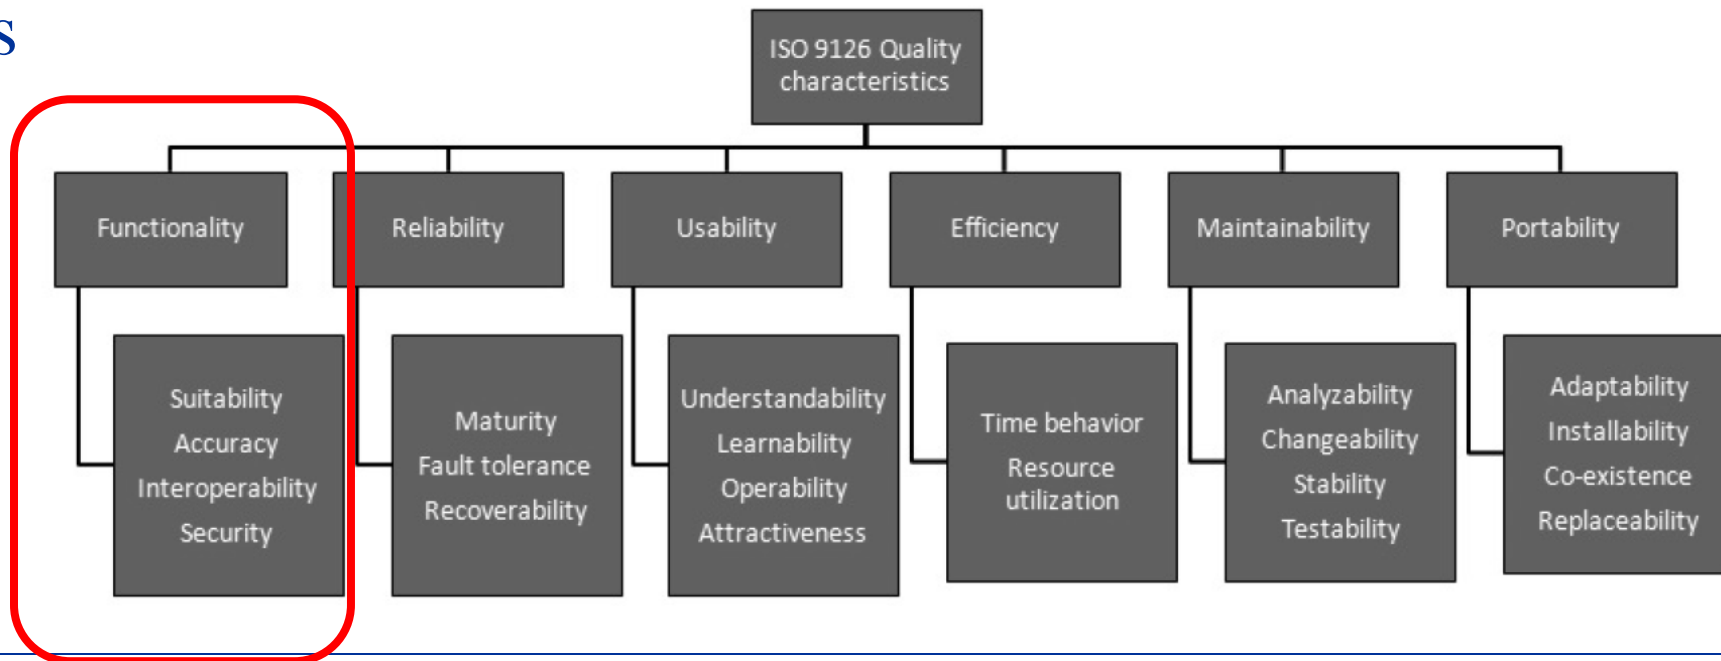 s
ISO 9126 Quality
characteristics
Functionality
Reliability
Usability
Efficiency
Maintainability
Portability
Suitability
Accuracy
Interoperability
Security
Maturity
Fault tolerance
Recoverability
Understandability
Learnability
Operability
Attractiveness
Time behavior
Resource
utilization
Analyzability
Changeability
Stability
Testability
Adaptability
Installability
Co-existence
Replaceability